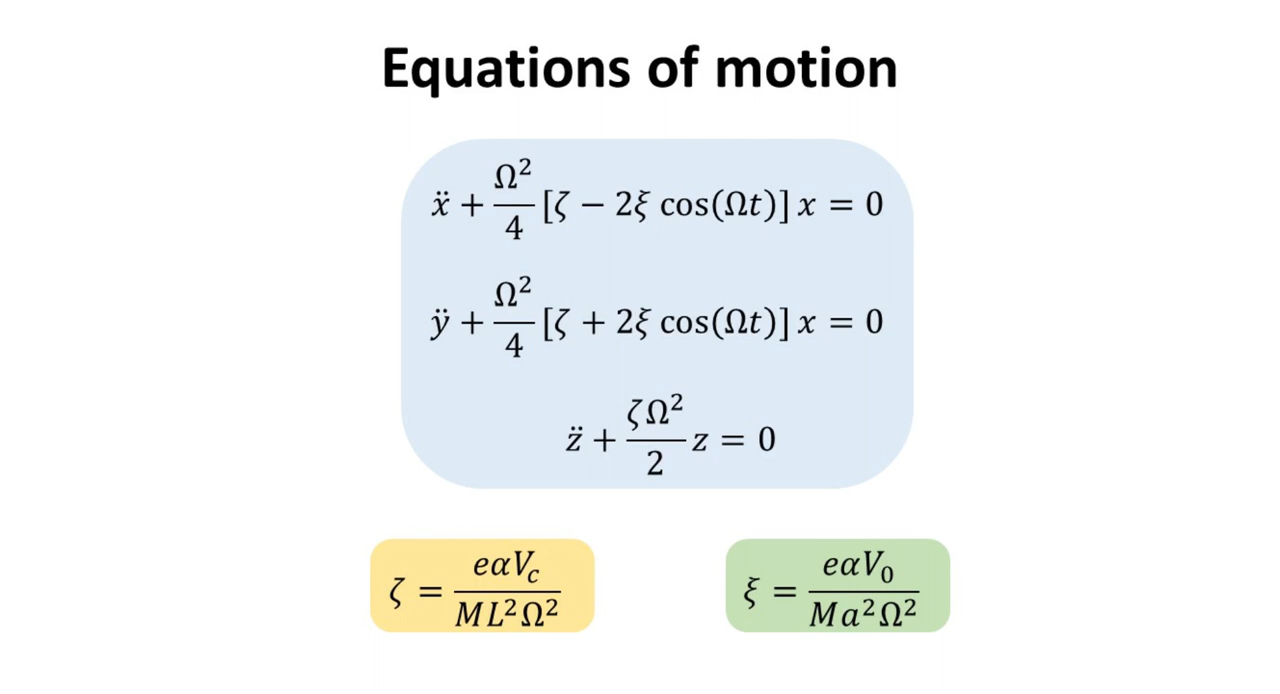 Equations of motion
ẍ + Ω²/4 [ζ − 2ξ cos(Ωt)] x = 0
ÿ + Ω²/4 [ζ + 2ξ cos(Ωt)] x = 0
z̈ + ζΩ²/2 z = 0
ζ = eαV_c/ML²Ω²
ξ = eαV₀/Ma²Ω²